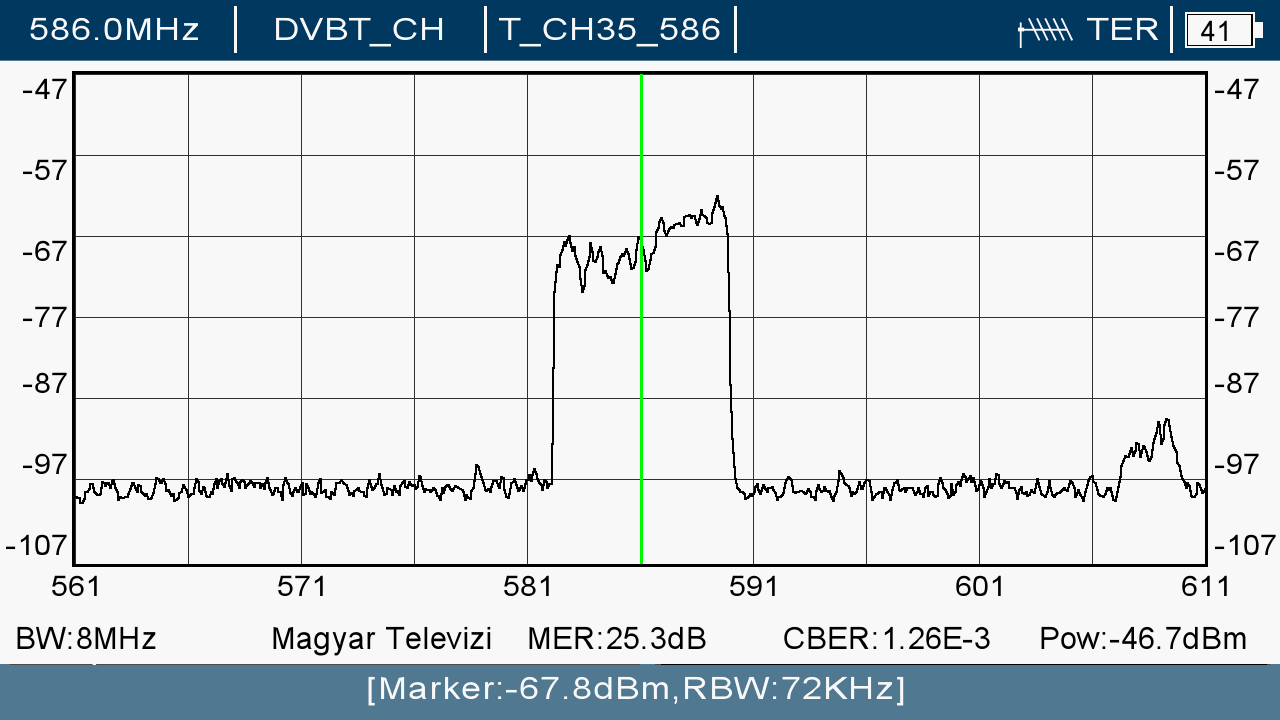 586.0MHz DVBT_CH T_CH35_586 TER 41
-47 -47
-57 -57
-67 -67
-77 -77
-87 -87
-97 -97
-107 -107
561 571 581 591 601 611
BW:8MHz Magyar Televizi MER:25.3dB CBER:1.26E-3 Pow:-46.7dBm
[Marker:-67.8dBm,RBW:72KHz]